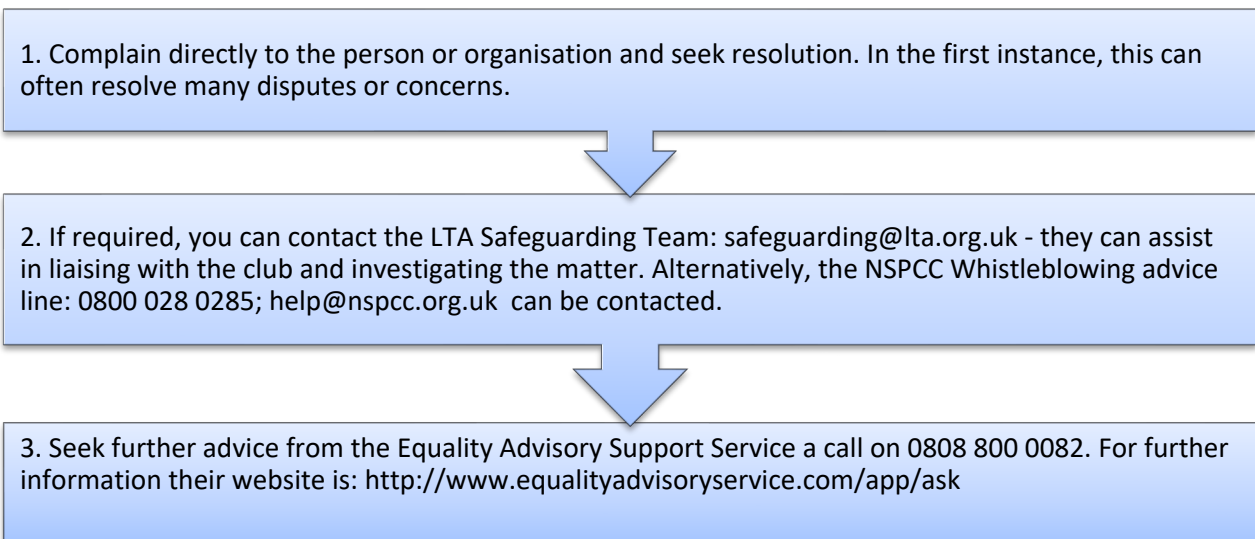 1. Complain directly to the person or organisation and seek resolution. In the first instance, this can
often resolve many disputes or concerns.
2. If required, you can contact the LTA Safeguarding Team: safeguarding@lta.org.uk - they can assist
in liaising with the club and investigating the matter. Alternatively, the NSPCC Whistleblowing advice
line: 0800 028 0285; help@nspcc.org.uk  can be contacted.
3. Seek further advice from the Equality Advisory Support Service a call on 0808 800 0082. For further
information their website is: http://www.equalityadvisoryservice.com/app/ask